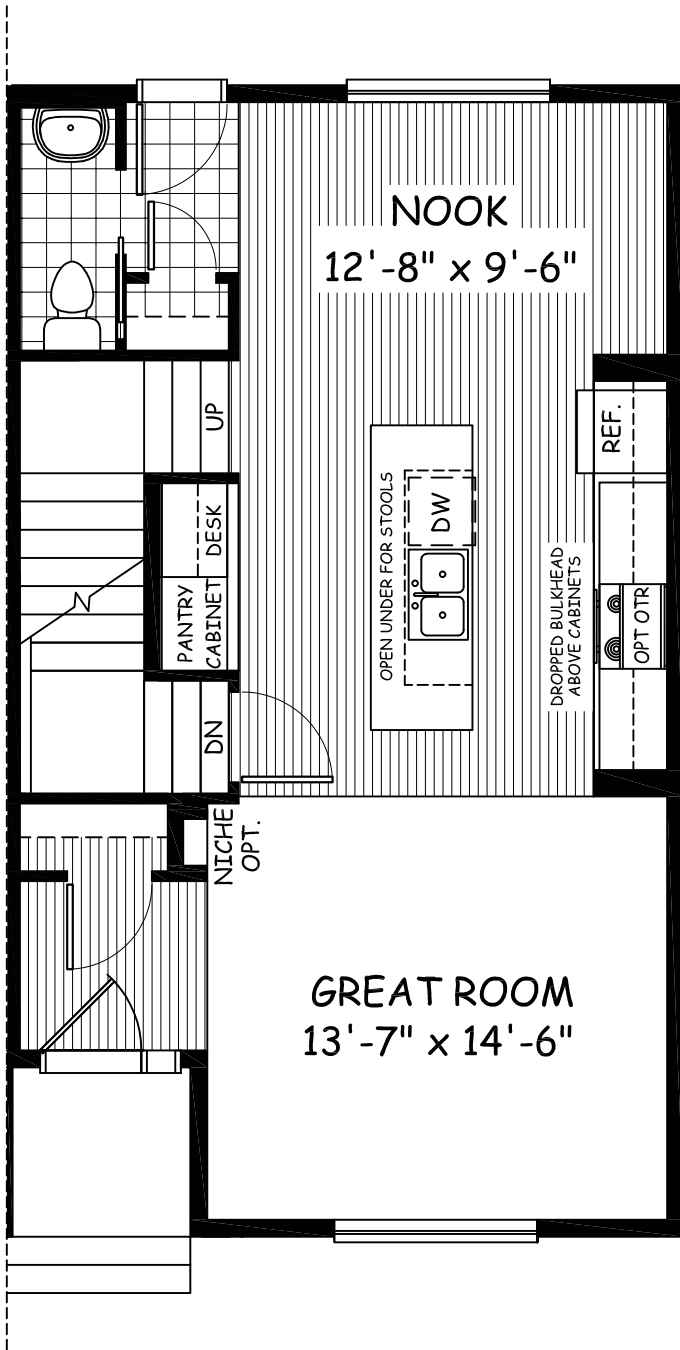 NOOK
12'-8" x 9'-6"
UP
REF.
DESK
PANTRY
CABINET
OPEN UNDER FOR STOOLS
DW
DROPPED BULKHEAD
ABOVE CABINETS
OPT OTR
DN
NICHE
OPT.
GREAT ROOM
13'-7" x 14'-6"